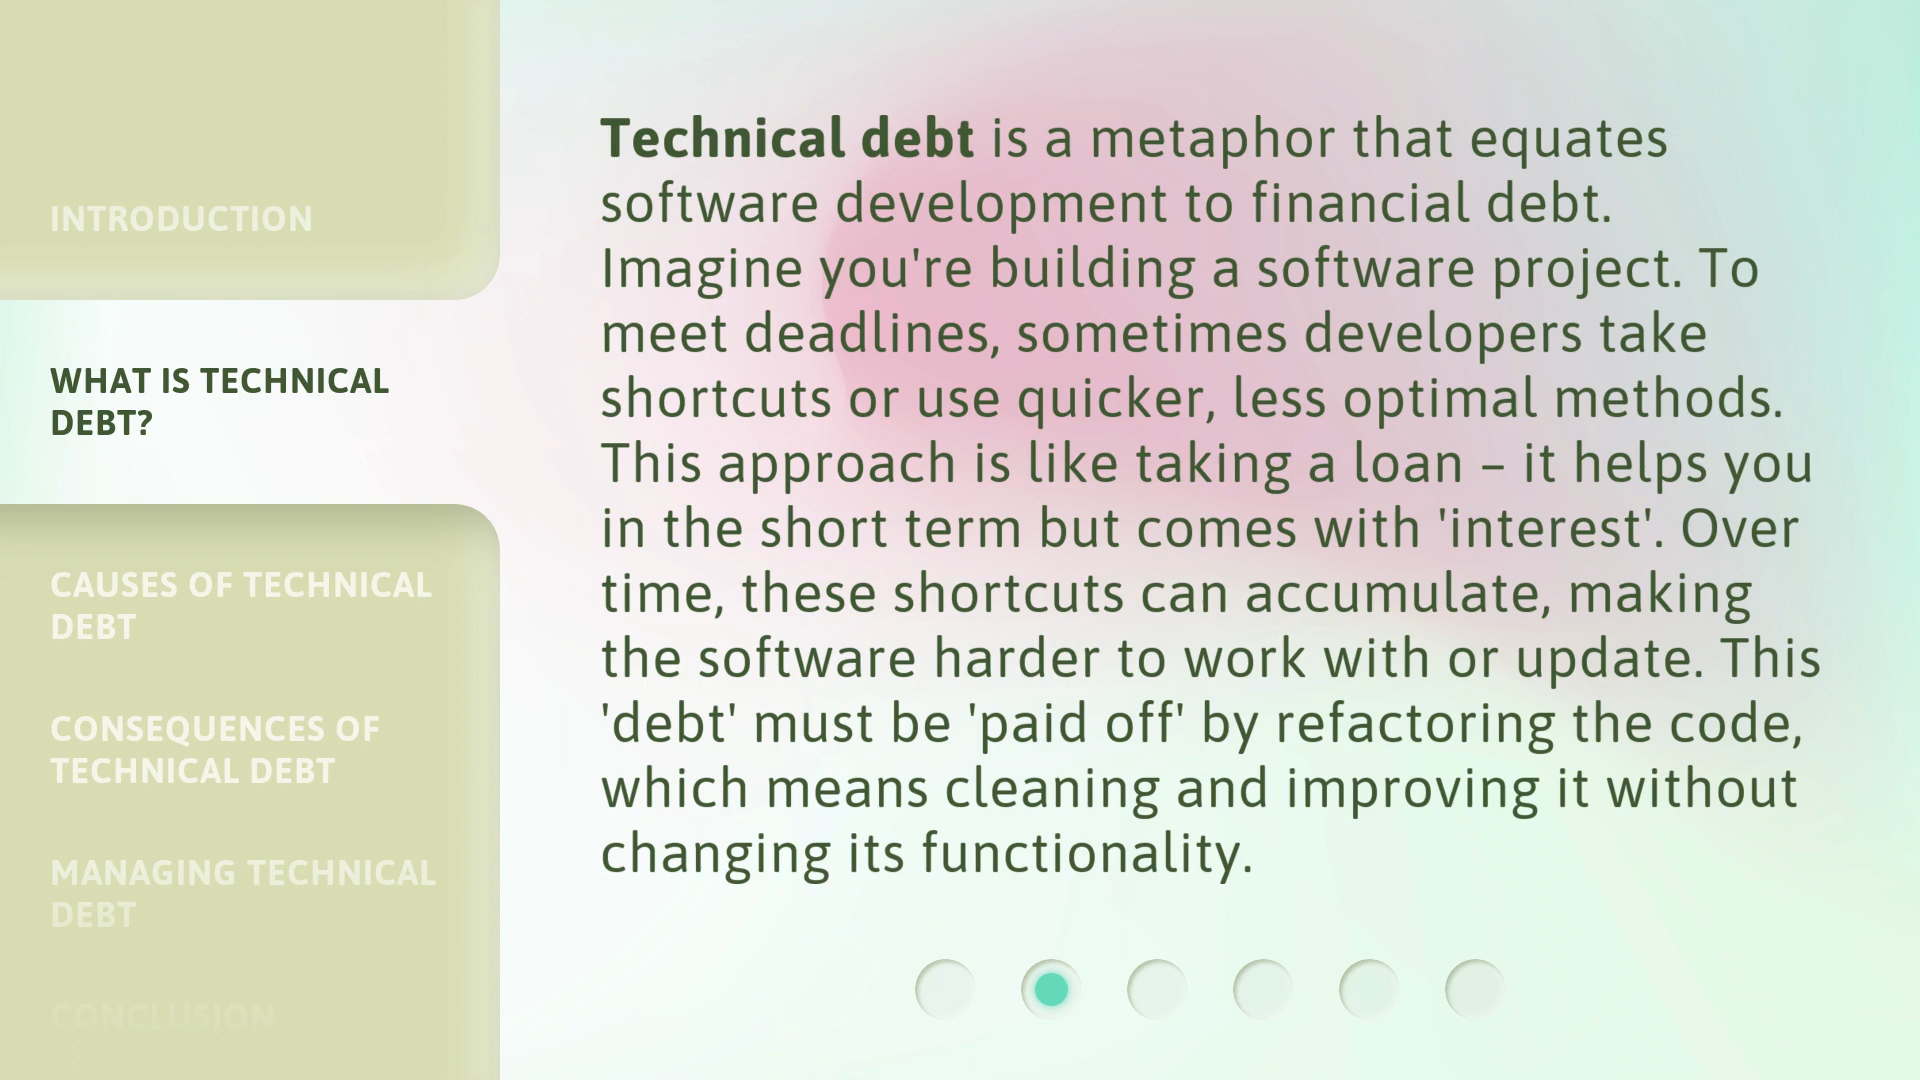 INTRODUCTION
WHAT IS TECHNICAL
DEBT?
CAUSES OF TECHNICAL
DEBT
CONSEQUENCES OF
TECHNICAL DEBT
MANAGING TECHNICAL
DEBT
CONCLUSION
Technical debt is a metaphor that equates
software development to financial debt.
Imagine you're building a software project. To
meet deadlines, sometimes developers take
shortcuts or use quicker, less optimal methods.
This approach is like taking a loan – it helps you
in the short term but comes with 'interest'. Over
time, these shortcuts can accumulate, making
the software harder to work with or update. This
'debt' must be 'paid off' by refactoring the code,
which means cleaning and improving it without
changing its functionality.